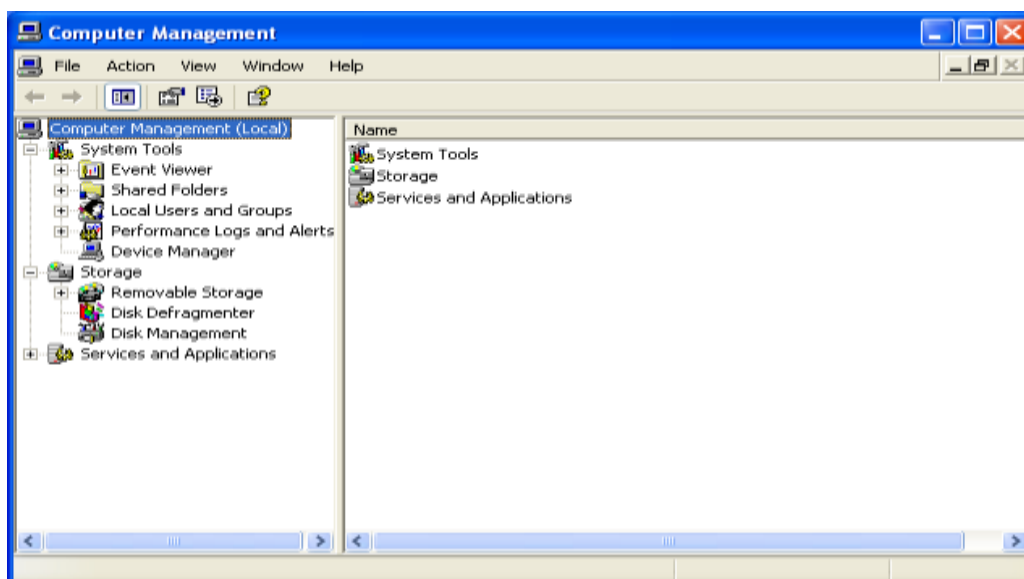 Computer Management
File Action View Window Help
Computer Management (Local)
System Tools
Event Viewer
Shared Folders
Local Users and Groups
Performance Logs and Alerts
Device Manager
Storage
Removable Storage
Disk Defragmenter
Disk Management
Services and Applications
Name
System Tools
Storage
Services and Applications